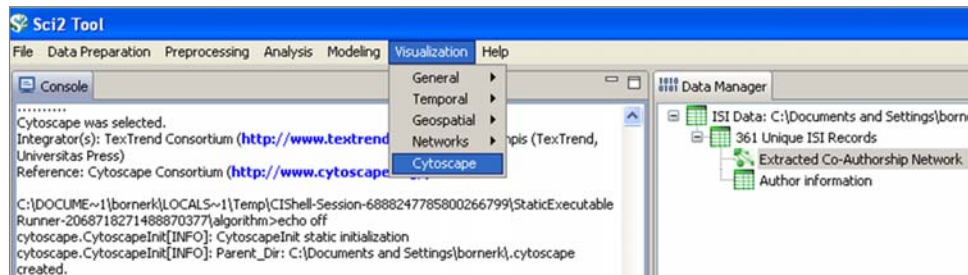 Sci2 Tool
File Data Preparation Preprocessing Analysis Modeling Visualization Help
General
Temporal
Geospatial
Networks
Cytoscape
Console
..........
Cytoscape was selected.
Integrator(s): TexTrend Consortium (http://www.textrend (TexTrend,
Universitas Press)
Reference: Cytoscape Consortium (http://www.cytoscape
C:\DOCUME~1\bornerk\LOCALS~1\Temp\CIShell-Session-6888247785800266799\StaticExecutable
Runner-2068718271488870377\algorithm>echo off
cytoscape.CytoscapeInit[INFO]: CytoscapeInit static initialization
cytoscape.CytoscapeInit[INFO]: Parent_Dir: C:\Documents and Settings\bornerk\.cytoscape
created.
Data Manager
ISI Data: C:\Documents and Settings\borne
361 Unique ISI Records
Extracted Co-Authorship Network
Author information